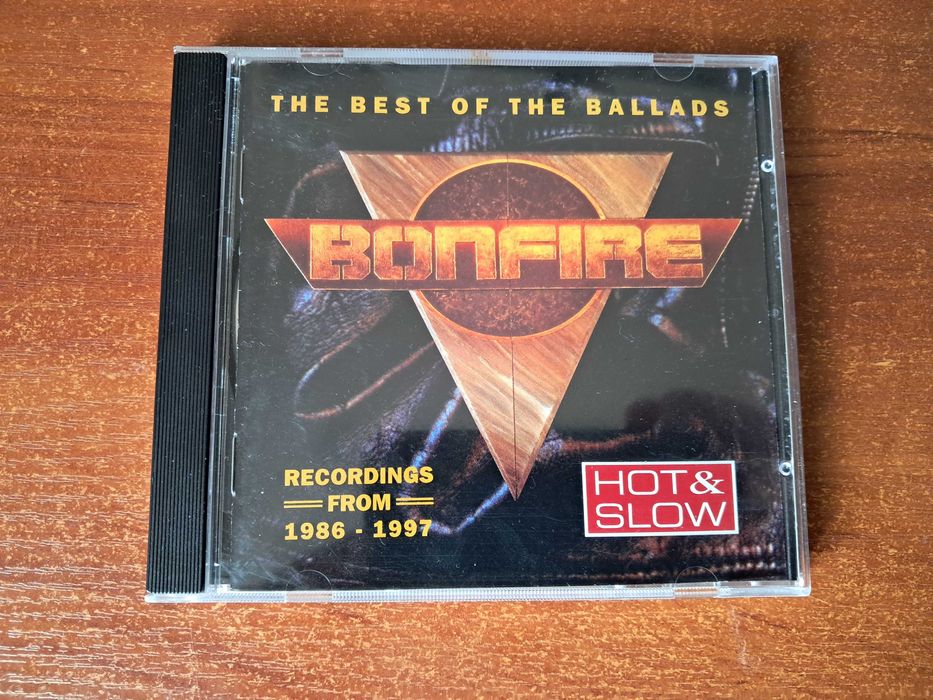 THE BEST OF THE BALLADS
BONFIRE
RECORDINGS
FROM
1986 - 1997
HOT &
SLOW